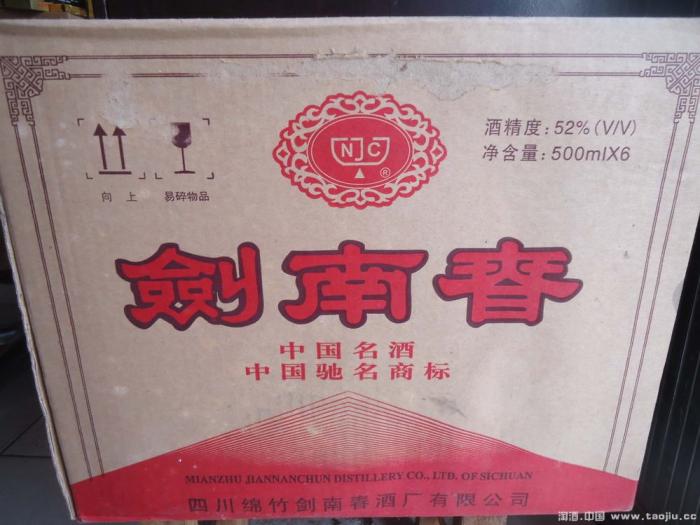 NJC
®
酒精度: 52% (V/V)
净含量: 500mlX6
向上 易碎物品
劍南春
中国名酒
中国驰名商标
MIANZHU JIANNANCHUN DISTILLERY CO., LTD. OF SICHUAN
四川绵竹剑南春酒厂有限公司
淘酒.中国 www.taojiu.cc